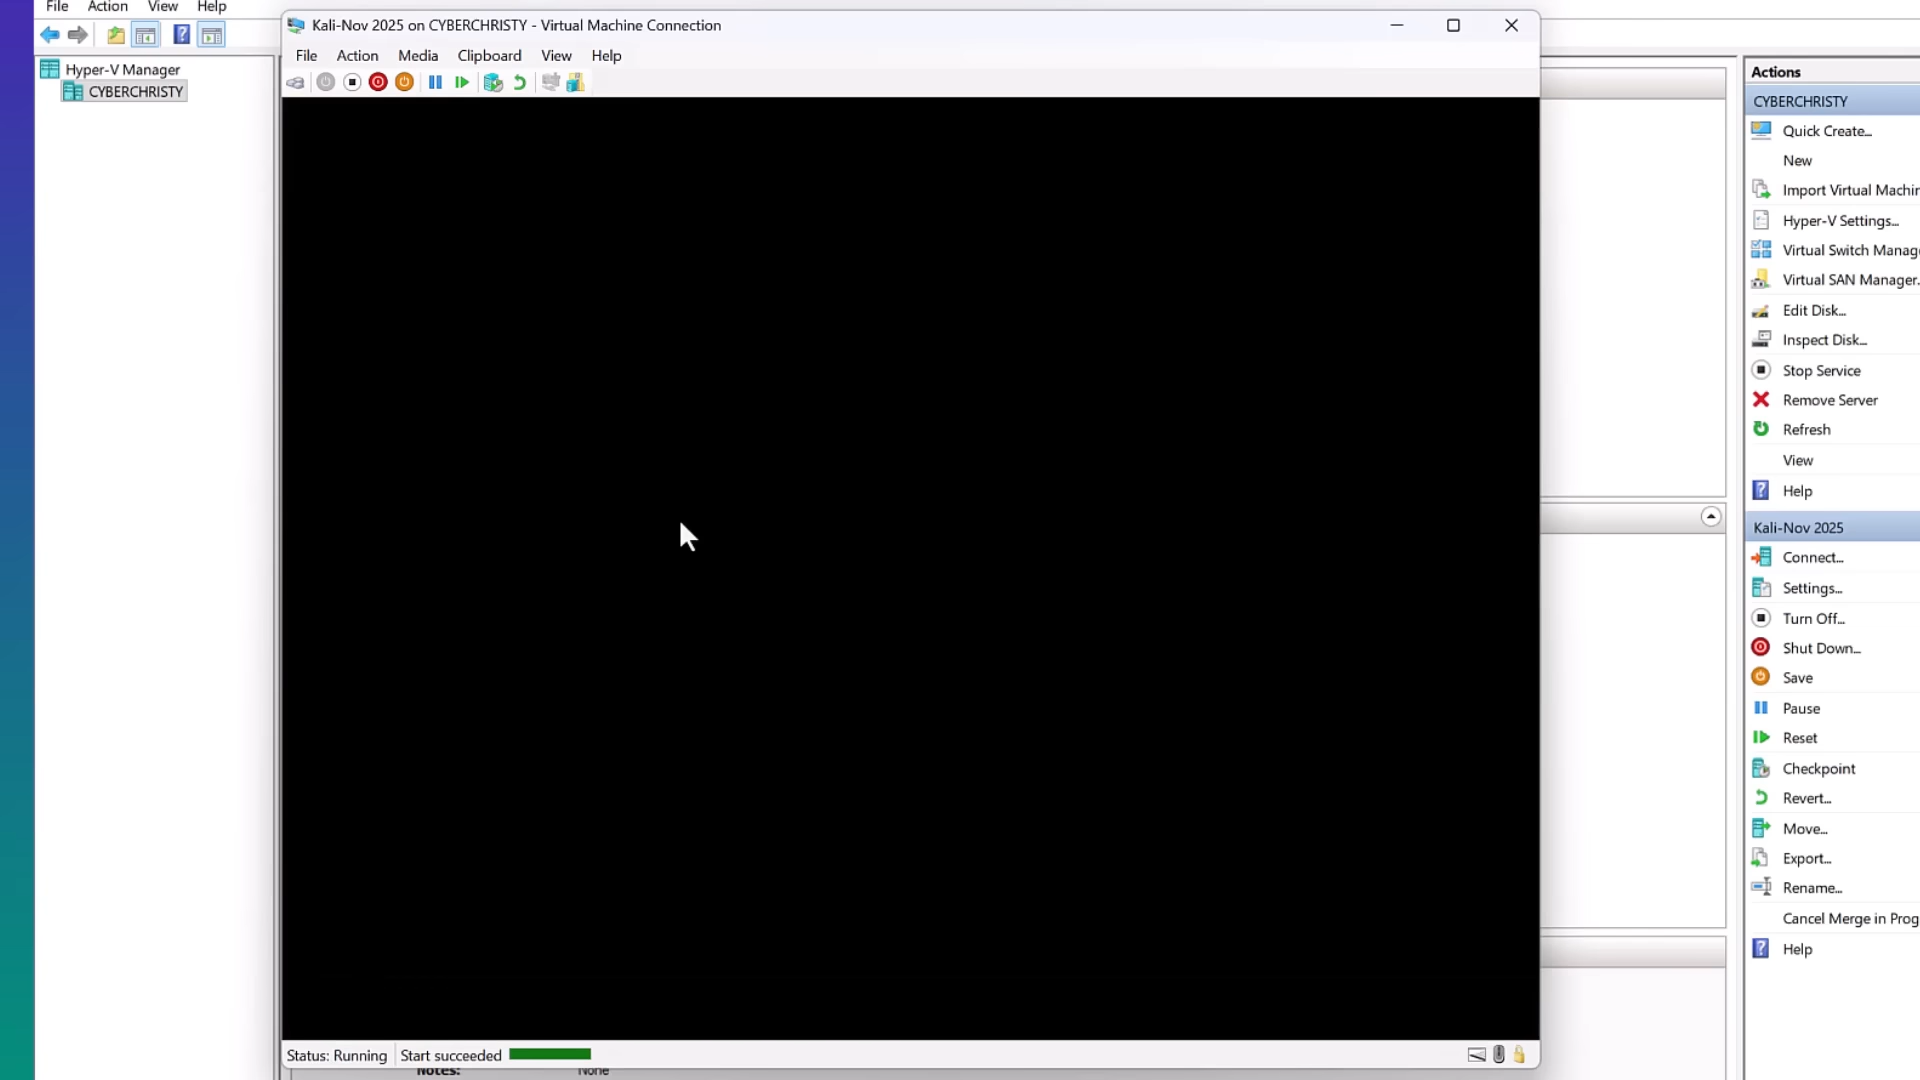 File Action View Help
Kali-Nov 2025 on CYBERCHRISTY - Virtual Machine Connection
File Action Media Clipboard View Help
Hyper-V Manager
CYBERCHRISTY
Actions
CYBERCHRISTY
Quick Create...
New
Import Virtual Machin
Hyper-V Settings...
Virtual Switch Manag
Virtual SAN Manager.
Edit Disk...
Inspect Disk...
Stop Service
Remove Server
Refresh
View
Help
Kali-Nov 2025
Connect...
Settings...
Turn Off...
Shut Down...
Save
Pause
Reset
Checkpoint
Revert...
Move...
Export...
Rename...
Cancel Merge in Prog
Help
Status: Running Start succeeded
Notes: None